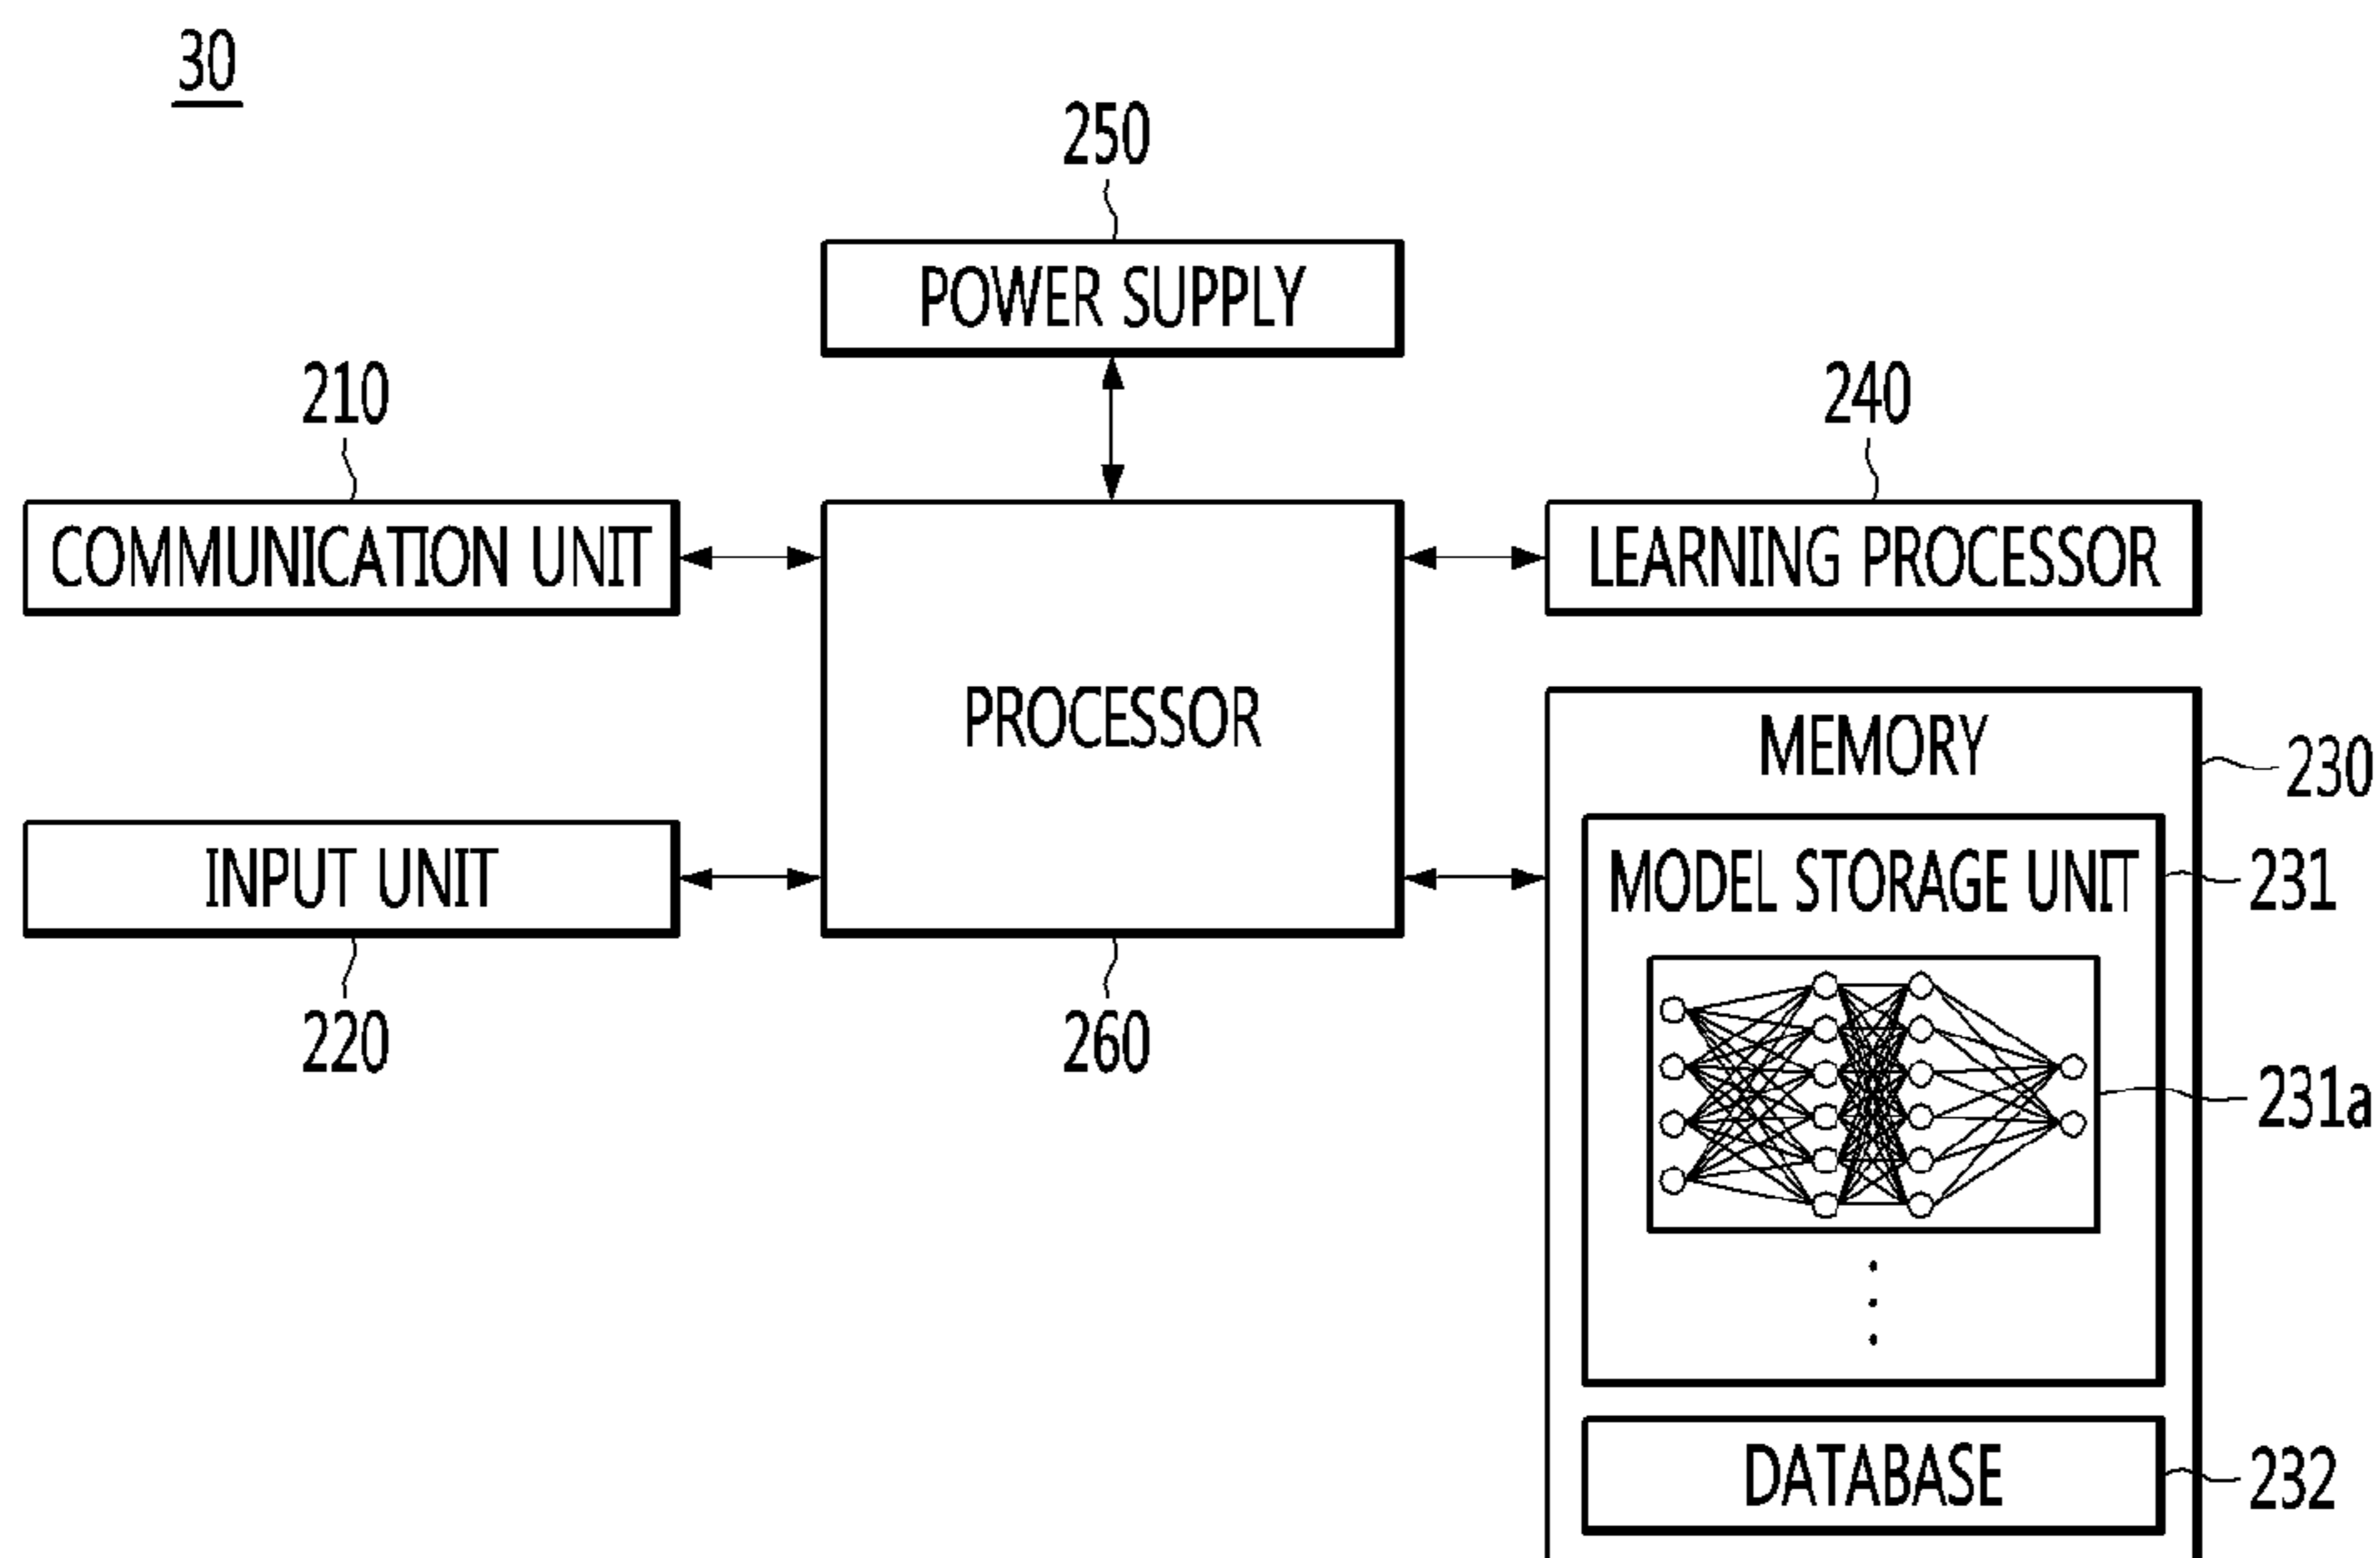 30
250
POWER SUPPLY
210
240
COMMUNICATION UNIT
LEARNING PROCESSOR
PROCESSOR
MEMORY
230
INPUT UNIT
MODEL STORAGE UNIT
231
220
260
231a
DATABASE
232